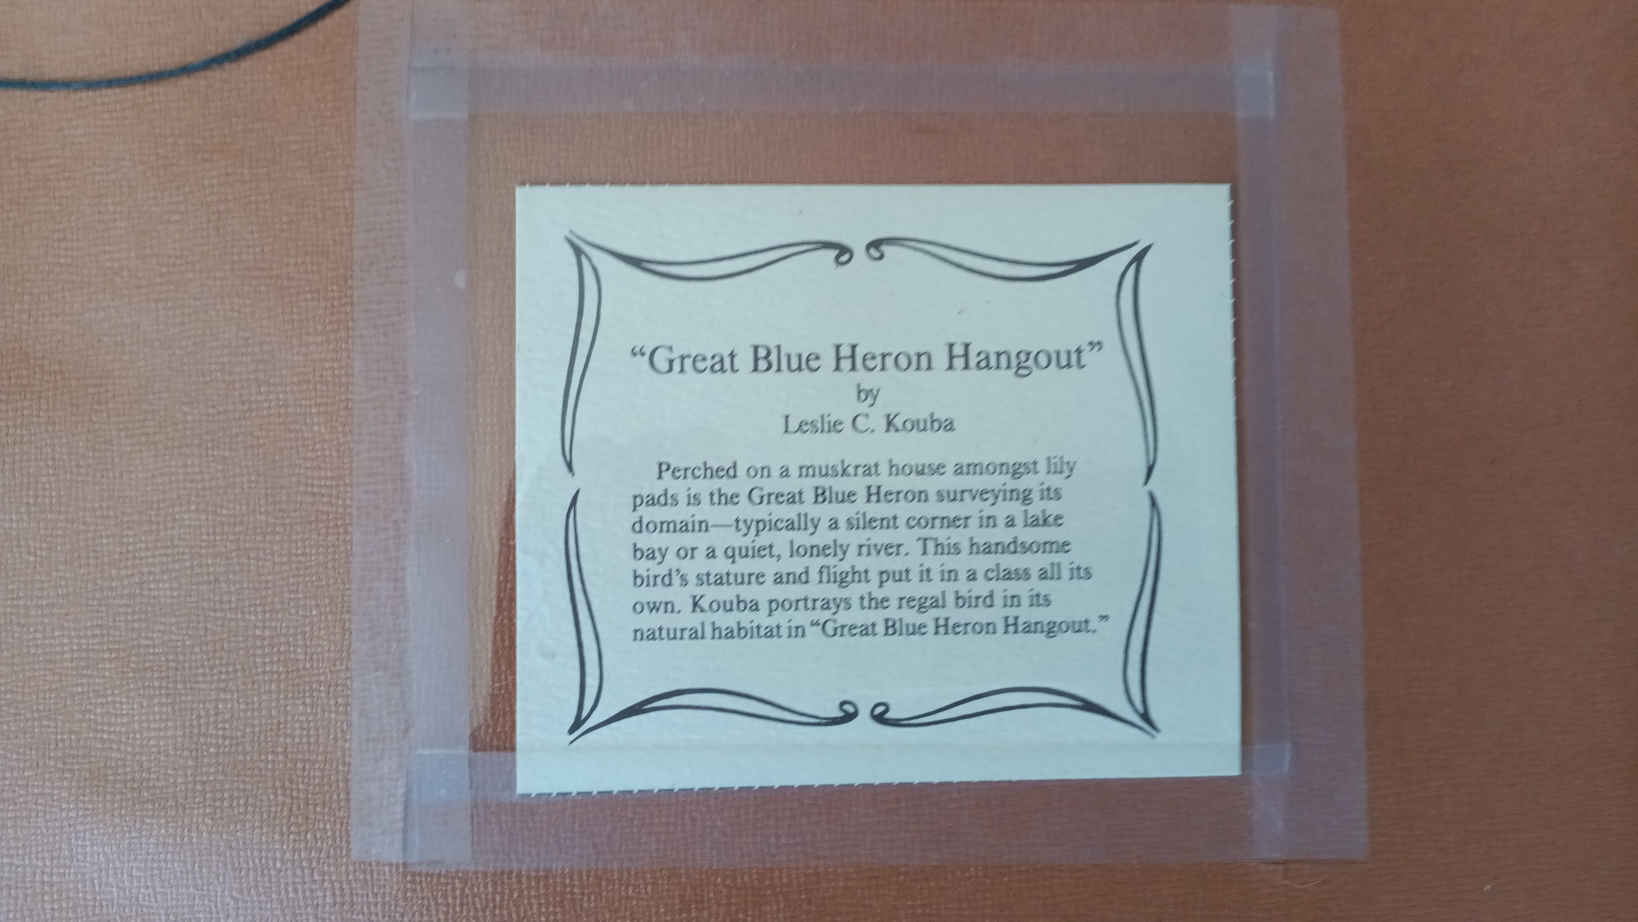 “Great Blue Heron Hangout”
by
Leslie C. Kouba
Perched on a muskrat house amongst lily
pads is the Great Blue Heron surveying its
domain—typically a silent corner in a lake
bay or a quiet, lonely river. This handsome
bird’s stature and flight put it in a class all its
own. Kouba portrays the regal bird in its
natural habitat in “Great Blue Heron Hangout.”